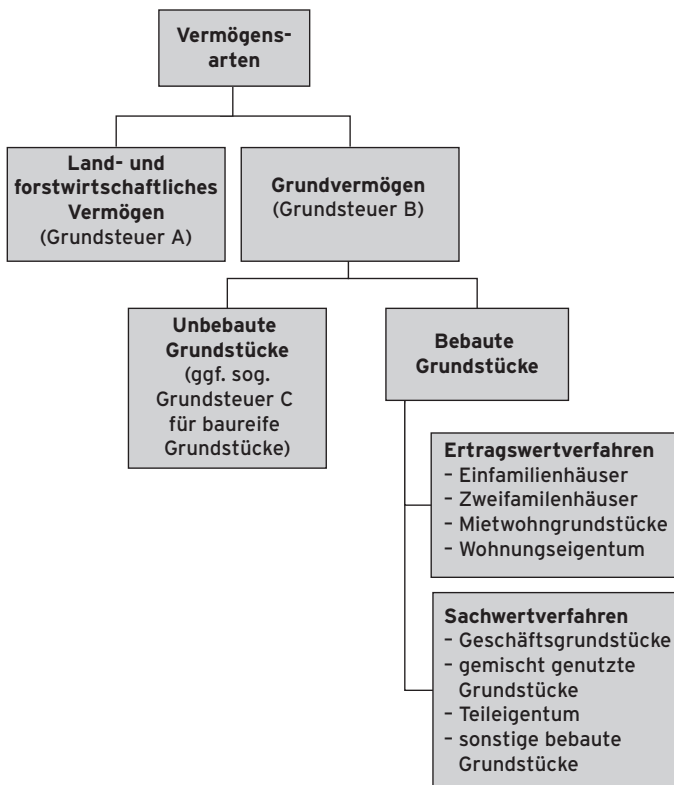 Vermögens-
arten
Land- und
forstwirtschaftliches
Vermögen
(Grundsteuer A)
Grundvermögen
(Grundsteuer B)
Unbebaute
Grundstücke
(ggf. sog.
Grundsteuer C
für baureife
Grundstücke)
Bebaute
Grundstücke
Ertragswertverfahren
– Einfamilienhäuser
– Zweifamilenhäuser
– Mietwohngrundstücke
– Wohnungseigentum
Sachwertverfahren
– Geschäftsgrundstücke
– gemischt genutzte
Grundstücke
– Teileigentum
– sonstige bebaute
Grundstücke